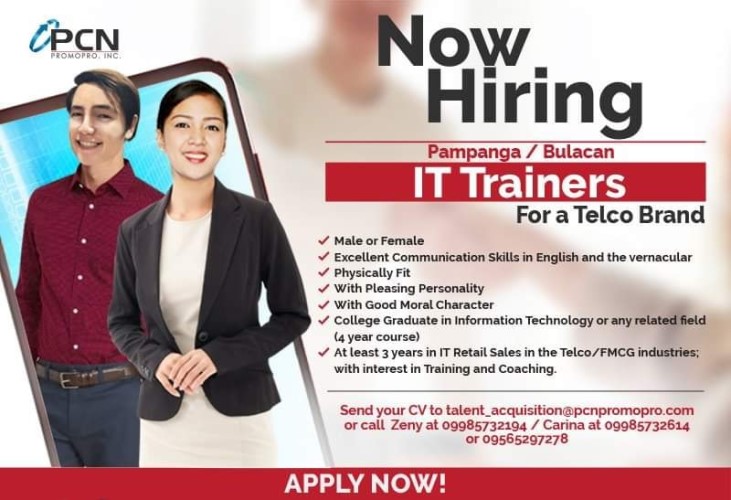 PCN
PROMOPRO, INC.
Now
Hiring
Pampanga / Bulacan
IT Trainers
For a Telco Brand
Male or Female
Excellent Communication Skills in English and the vernacular
Physically Fit
With Pleasing Personality
With Good Moral Character
College Graduate in Information Technology or any related field
(4 year course)
At least 3 years in IT Retail Sales in the Telco/FMCG industries;
with interest in Training and Coaching.
Send your CV to talent_acquisition@pcnpromopro.com
or call Zeny at 09985732194 / Carina at 09985732614
or 09565297278
APPLY NOW!